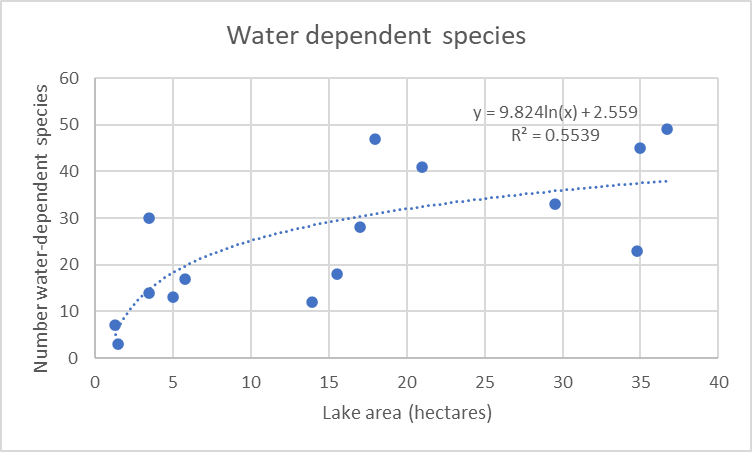 Water dependent species
Number water-dependent species
60
50
40
30
20
10
0
y = 9.824ln(x) + 2.559
R² = 0.5539
0 5 10 15 20 25 30 35 40
Lake area (hectares)